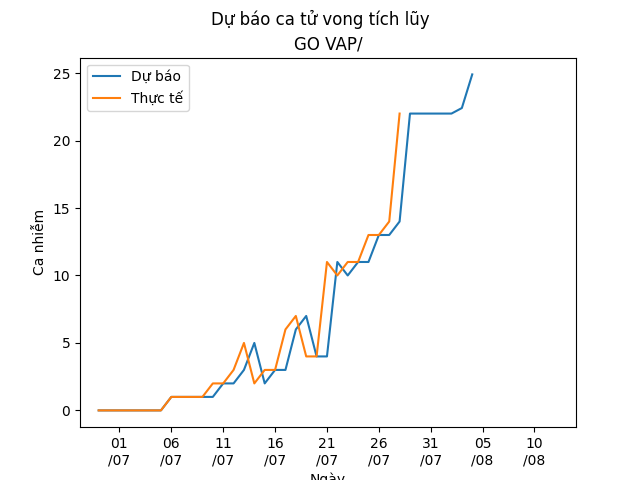 Dự báo ca tử vong tích lũy
GO VAP/
Dự báo
Thực tế
25
20
15
10
5
0
Ca nhiễm
01 06 11 16 21 26 31 05 10
/07 /07 /07 /07 /07 /07 /07 /08 /08
Ngày